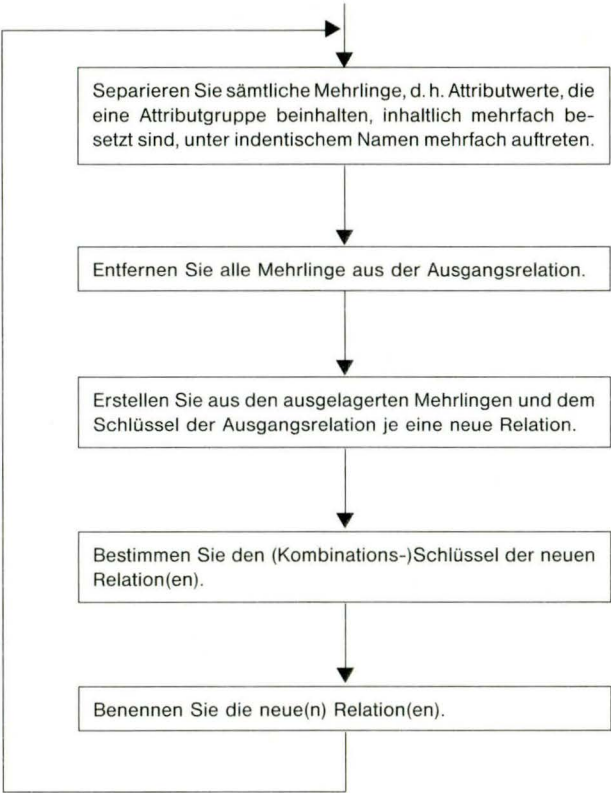 Separieren Sie sämtliche Mehrlinge, d. h. Attributwerte, die
eine Attributgruppe beinhalten, inhaltlich mehrfach be-
setzt sind, unter indentischem Namen mehrfach auftreten.
Entfernen Sie alle Mehrlinge aus der Ausgangsrelation.
Erstellen Sie aus den ausgelagerten Mehrlingen und dem
Schlüssel der Ausgangsrelation je eine neue Relation.
Bestimmen Sie den (Kombinations-)Schlüssel der neuen
Relation(en).
Benennen Sie die neue(n) Relation(en).